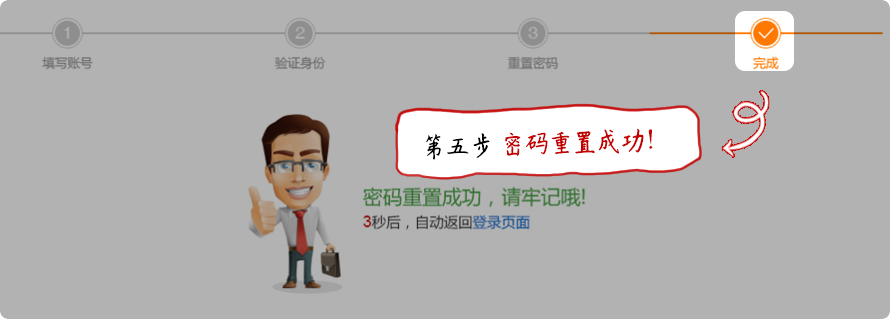 1
2
3
填写账号
验证身份
重置密码
完成
第五步 密码重置成功!
密码重置成功，请牢记哦!
3秒后，自动返回登录页面